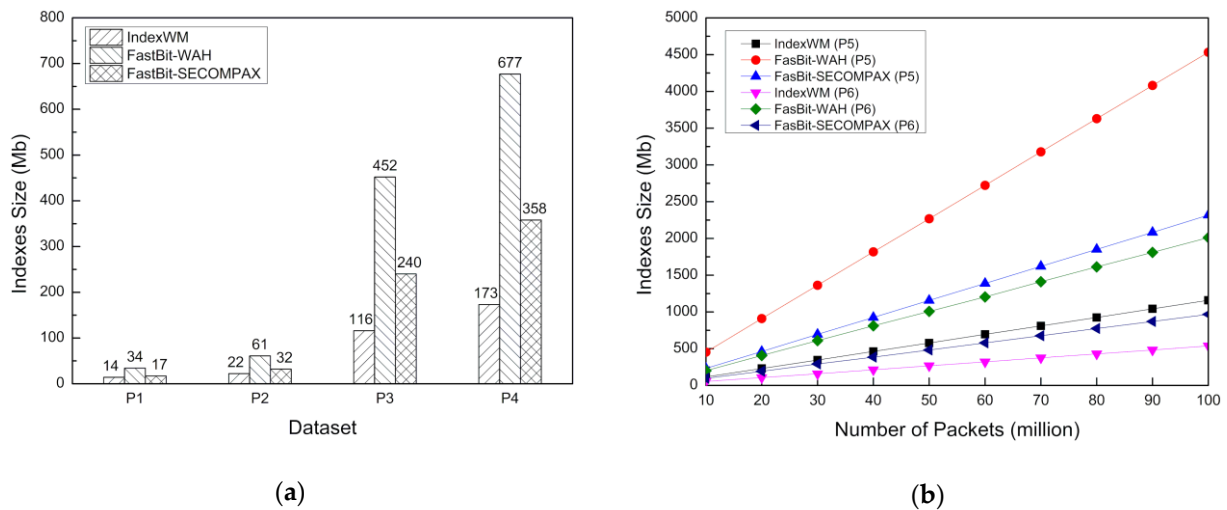 800
700
600
500
400
300
200
100
0
Indexes Size (Mb)
IndexWM
FastBit-WAH
FastBit-SECOMPAX
14
34
17
22
61
32
116
452
240
173
677
358
P1
P2
P3
P4
Dataset
(a)
5000
4500
4000
3500
3000
2500
2000
1500
1000
500
0
Indexes Size (Mb)
IndexWM (P5)
FasBit-WAH (P5)
FasBit-SECOMPAX (P5)
IndexWM (P6)
FasBit-WAH (P6)
FasBit-SECOMPAX (P6)
10
20
30
40
50
60
70
80
90
100
Number of Packets (million)
(b)